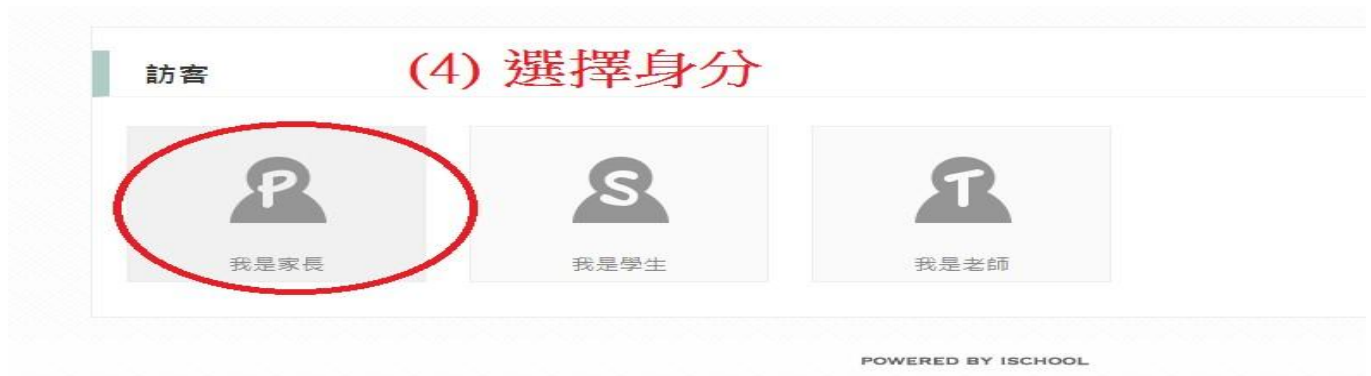 訪客
(4) 選擇身分
P
S
T
我是家長
我是學生
我是老師
POWERED BY ISCHOOL